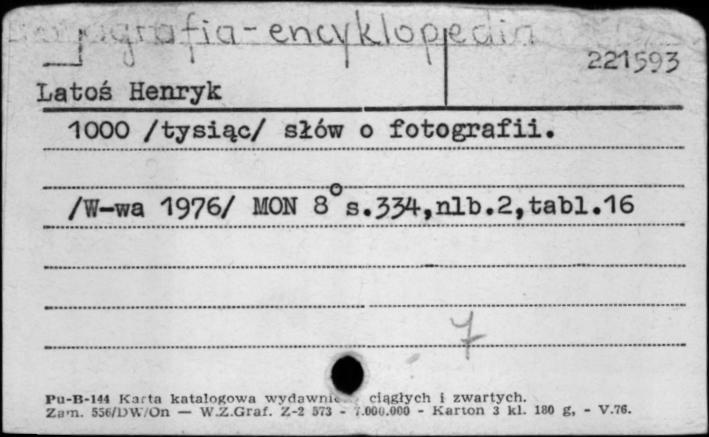 fotografia - encyklopedia
221593
Latoś Henryk
1000 /tysiąc/ słów o fotografii.
/W-wa 1976/ MON 8° s.334,nlb.2,tabl.16
7
Pu-B-144 Karta katalogowa ciągłych i zwartych.
Zam. 556/DW/On — W.Z.Graf. Z-2 573 - 7.000.000 - Karton 3 kl. 180 g, - V.76.